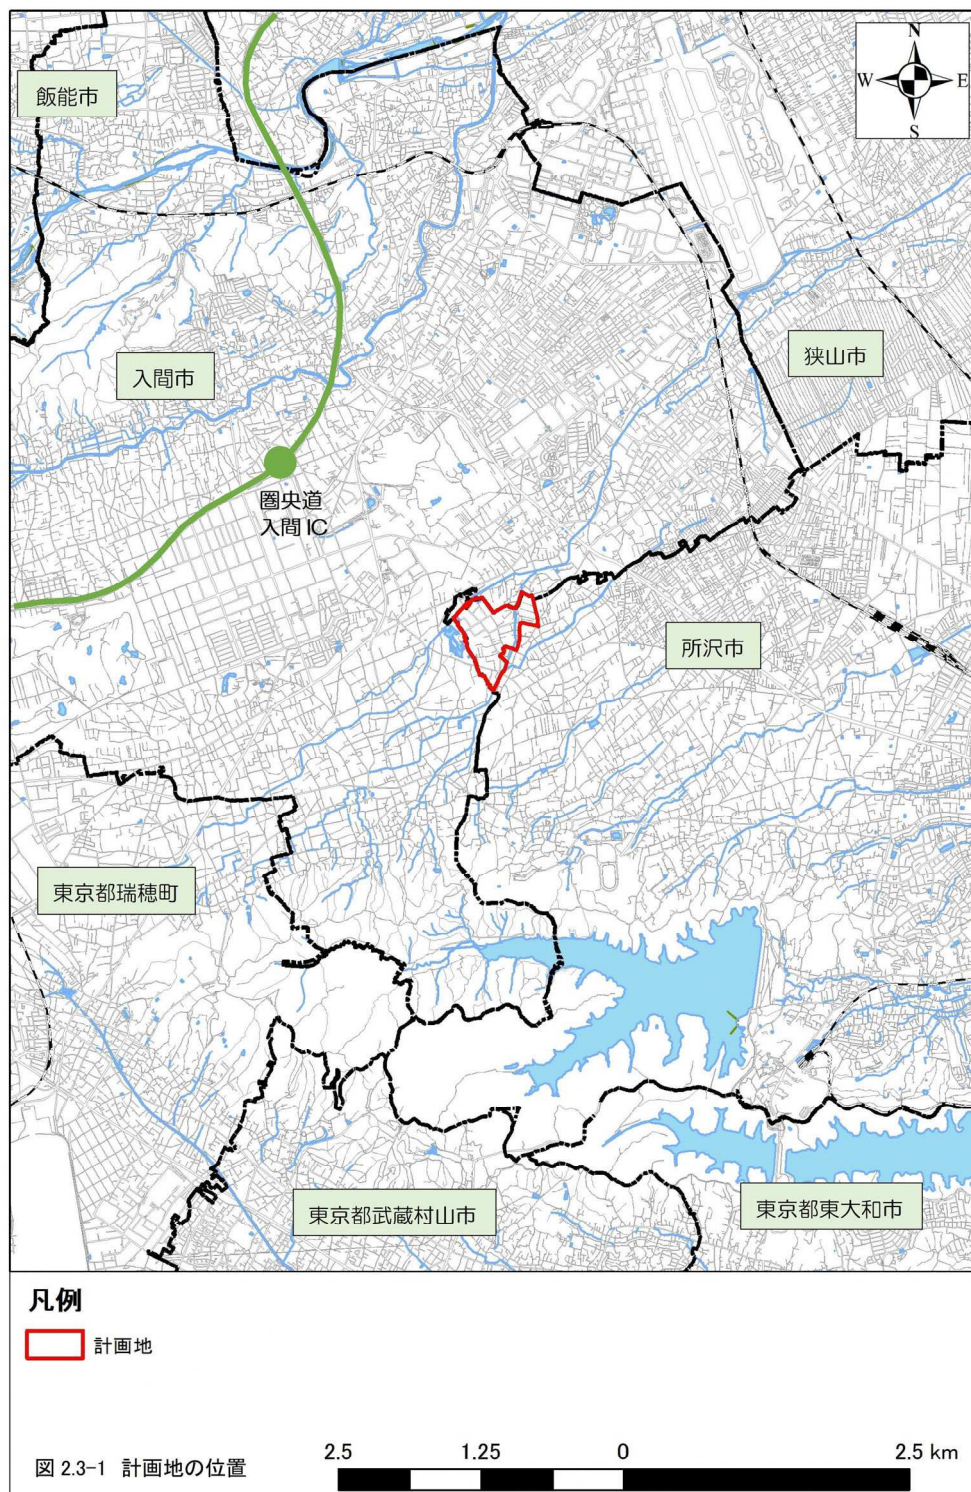 N
W E
S
飯能市
入間市
狭山市
圏央道
入間 IC
所沢市
東京都瑞穂町
東京都武蔵村山市
東京都東大和市
凡例
計画地
図 2.3-1 計画地の位置
2.5 1.25 0 2.5 km